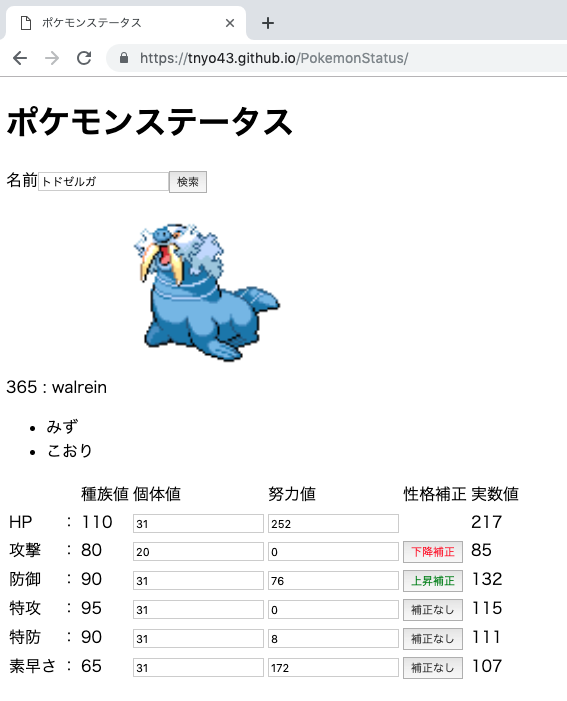 ポケモンステータス
https://tnyo43.github.io/PokemonStatus/
ポケモンステータス
名前 トドゼルガ 検索
365 : walrein
• みず
• こおり
種族値 個体値 努力値 性格補正 実数値
HP : 110 31 252 217
攻撃 : 80 20 0 下降補正 85
防御 : 90 31 76 上昇補正 132
特攻 : 95 31 0 補正なし 115
特防 : 90 31 8 補正なし 111
素早さ : 65 31 172 補正なし 107